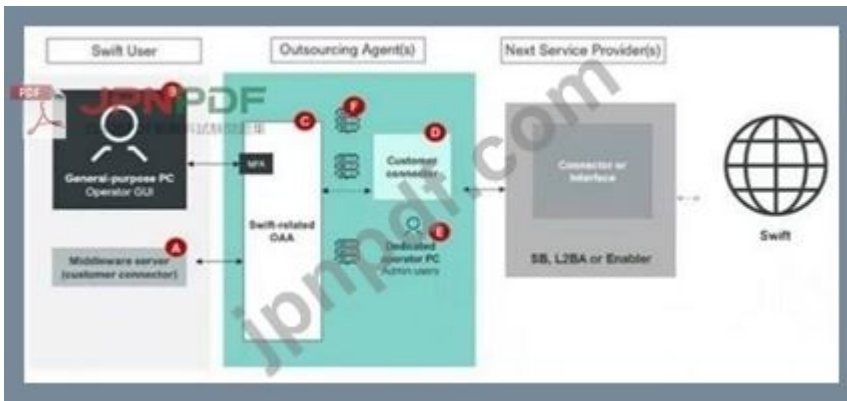 Swift User
Outsourcing Agent(s)
Next Service Provider(s)
PDF
JPNPDF
B
General-purpose PC
Operator GUI
A
Middleware server
(customer connector)
C
MFA
Swift-related
OAA
F
D
Customer
connector
E
Dedicated
operator PC
Admin users
Connector or
Interface
SB, L2BA or Enabler
Swift
jpnpdf.com